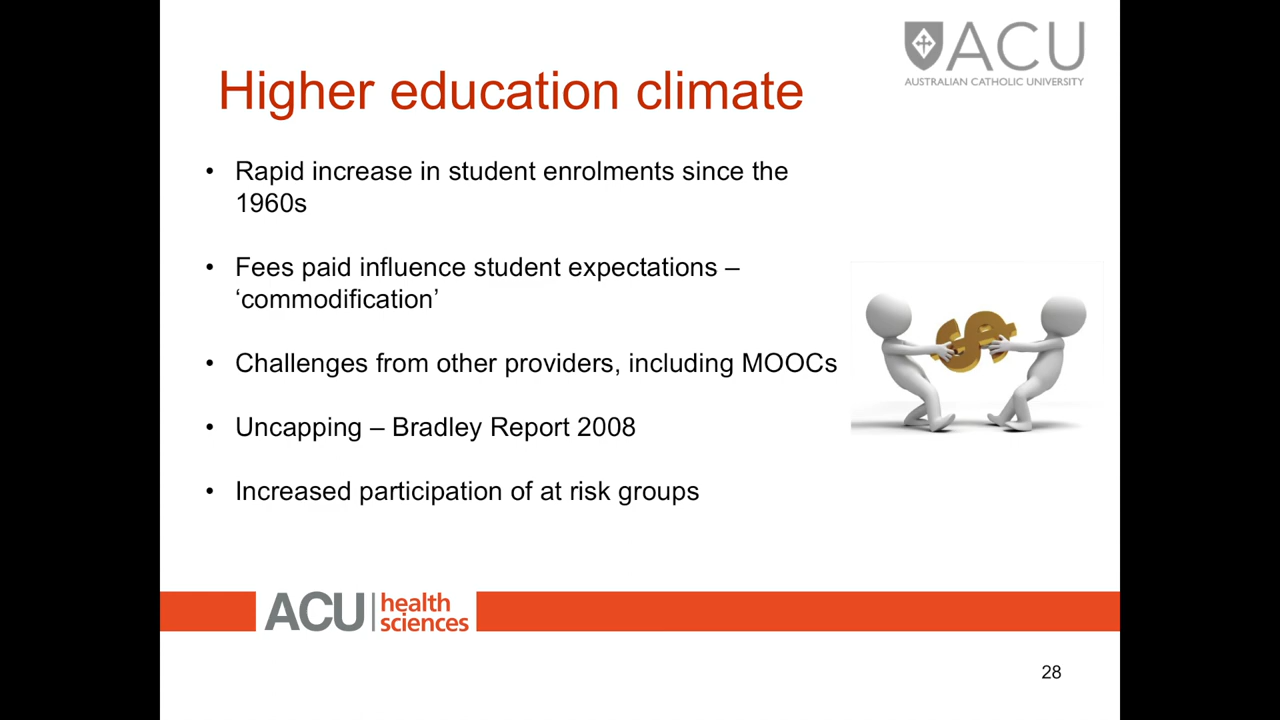 ACU
AUSTRALIAN CATHOLIC UNIVERSITY
Higher education climate
• Rapid increase in student enrolments since the
1960s
• Fees paid influence student expectations –
‘commodification’
• Challenges from other providers, including MOOCs
• Uncapping – Bradley Report 2008
• Increased participation of at risk groups
$
ACU health
sciences
28